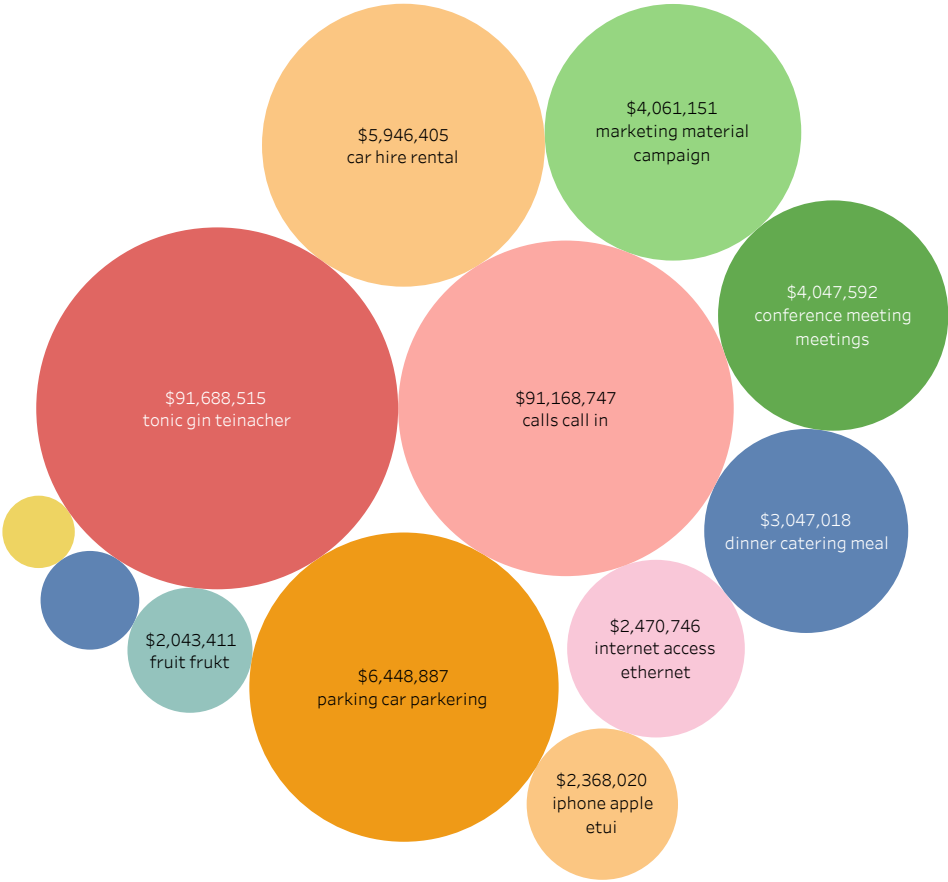 $5,946,405
car hire rental
$4,061,151
marketing material
campaign
$4,047,592
conference meeting
meetings
$91,688,515
tonic gin teinacher
$91,168,747
calls call in
$3,047,018
dinner catering meal
$2,043,411
fruit frukt
$6,448,887
parking car parkering
$2,470,746
internet access
ethernet
$2,368,020
iphone apple
etui